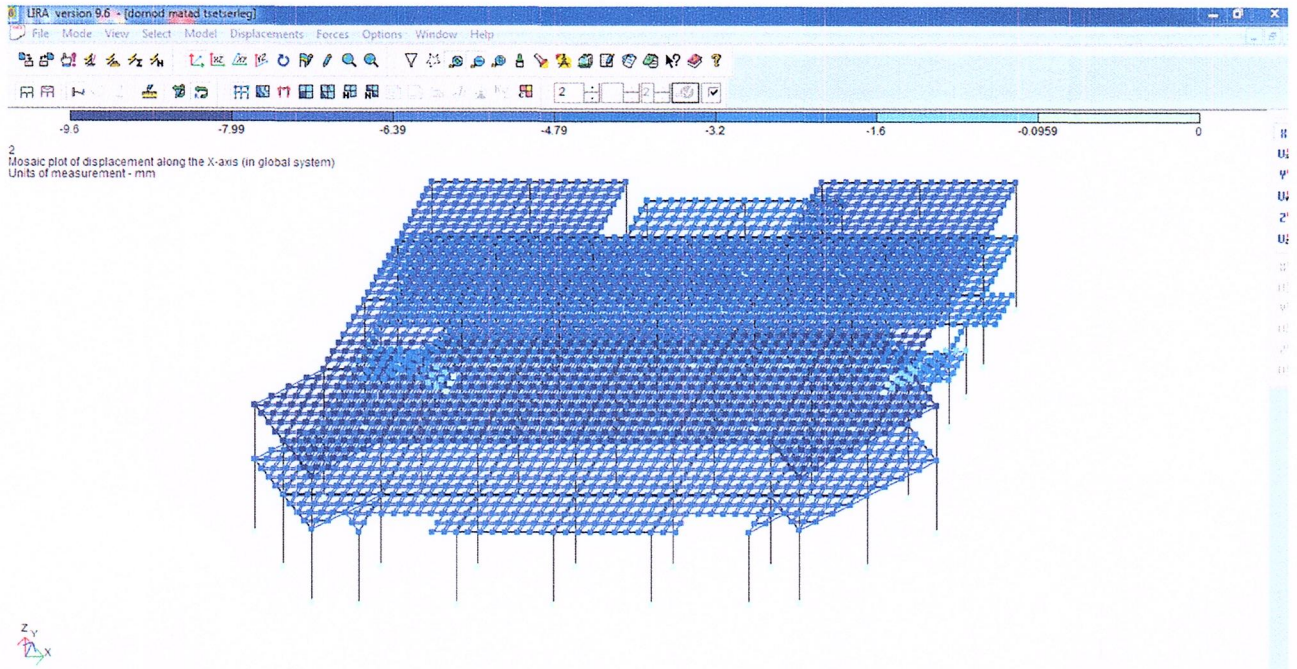 LIRA version 9.6 - [dornod matad tsetserleg]
File Mode View Select Model Displacements Forces Options Window Help
2 2
-9.6 -7.99 -6.39 -4.79 -3.2 -1.6 -0.0959 0
2
Mosaic plot of displacement along the X-axis (in global system)
Units of measurement - mm
Z Y X